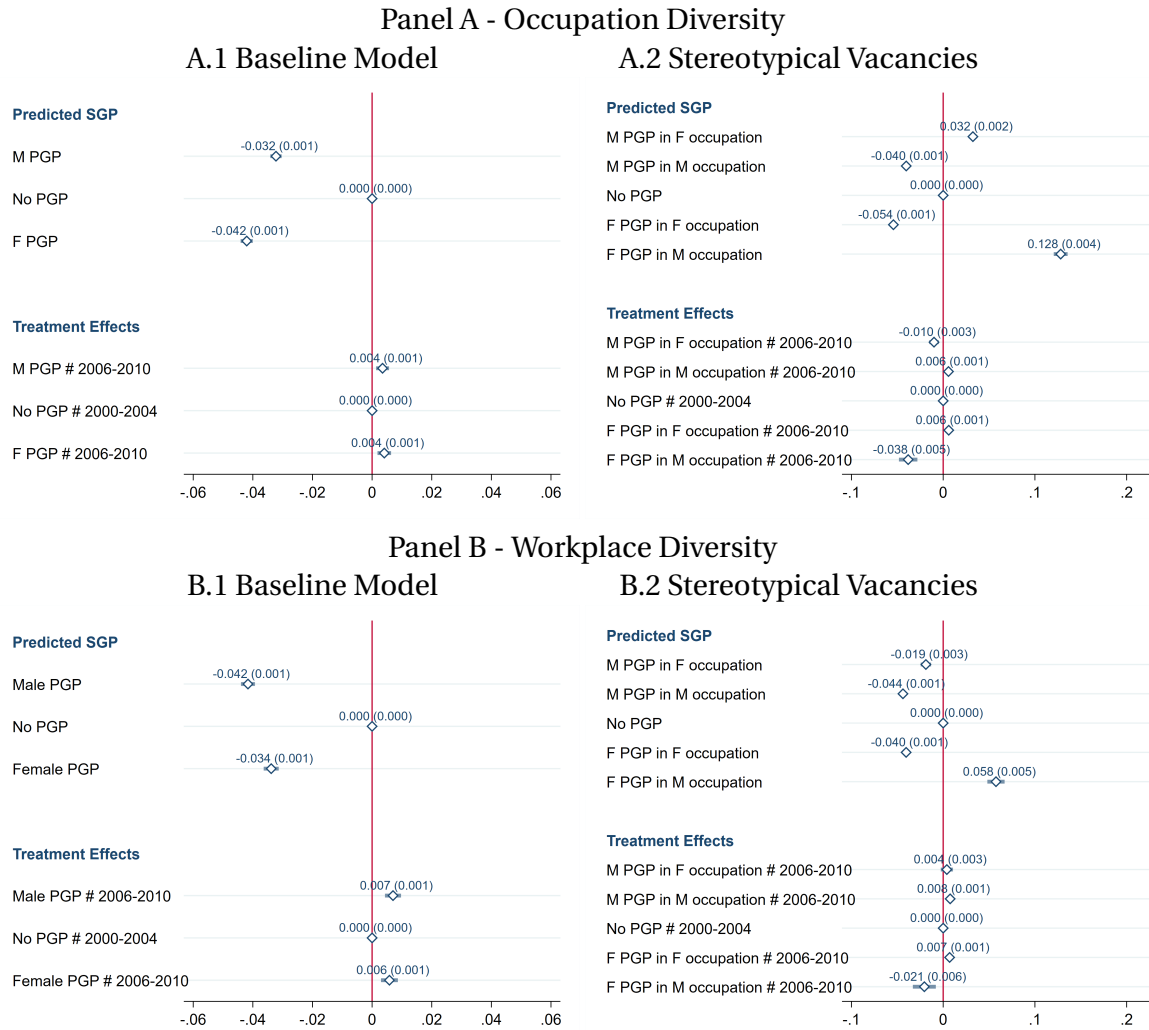 Panel A - Occupation Diversity
A.1 Baseline Model
Predicted SGP
M PGP
-0.032 (0.001)
No PGP
0.000 (0.000)
F PGP
-0.042 (0.001)
Treatment Effects
M PGP # 2006-2010
0.004 (0.001)
No PGP # 2000-2004
0.000 (0.000)
F PGP # 2006-2010
0.004 (0.001)
-.06 -.04 -.02 0 .02 .04 .06
A.2 Stereotypical Vacancies
Predicted SGP
M PGP in F occupation
0.032 (0.002)
M PGP in M occupation
-0.040 (0.001)
No PGP
0.000 (0.000)
F PGP in F occupation
-0.054 (0.001)
F PGP in M occupation
0.128 (0.004)
Treatment Effects
M PGP in F occupation # 2006-2010
-0.010 (0.003)
M PGP in M occupation # 2006-2010
0.006 (0.001)
No PGP # 2000-2004
0.000 (0.000)
F PGP in F occupation # 2006-2010
0.006 (0.001)
F PGP in M occupation # 2006-2010
-0.038 (0.005)
-.1 0 .1 .2
Panel B - Workplace Diversity
B.1 Baseline Model
Predicted SGP
Male PGP
-0.042 (0.001)
No PGP
0.000 (0.000)
Female PGP
-0.034 (0.001)
Treatment Effects
Male PGP # 2006-2010
0.007 (0.001)
No PGP # 2000-2004
0.000 (0.000)
Female PGP # 2006-2010
0.006 (0.001)
-.06 -.04 -.02 0 .02 .04 .06
B.2 Stereotypical Vacancies
Predicted SGP
M PGP in F occupation
-0.019 (0.003)
M PGP in M occupation
-0.044 (0.001)
No PGP
0.000 (0.000)
F PGP in F occupation
-0.040 (0.001)
F PGP in M occupation
0.058 (0.005)
Treatment Effects
M PGP in F occupation # 2006-2010
0.004 (0.003)
M PGP in M occupation # 2006-2010
0.008 (0.001)
No PGP # 2000-2004
0.000 (0.000)
F PGP in F occupation # 2006-2010
0.007 (0.001)
F PGP in M occupation # 2006-2010
-0.021 (0.006)
-.1 0 .1 .2